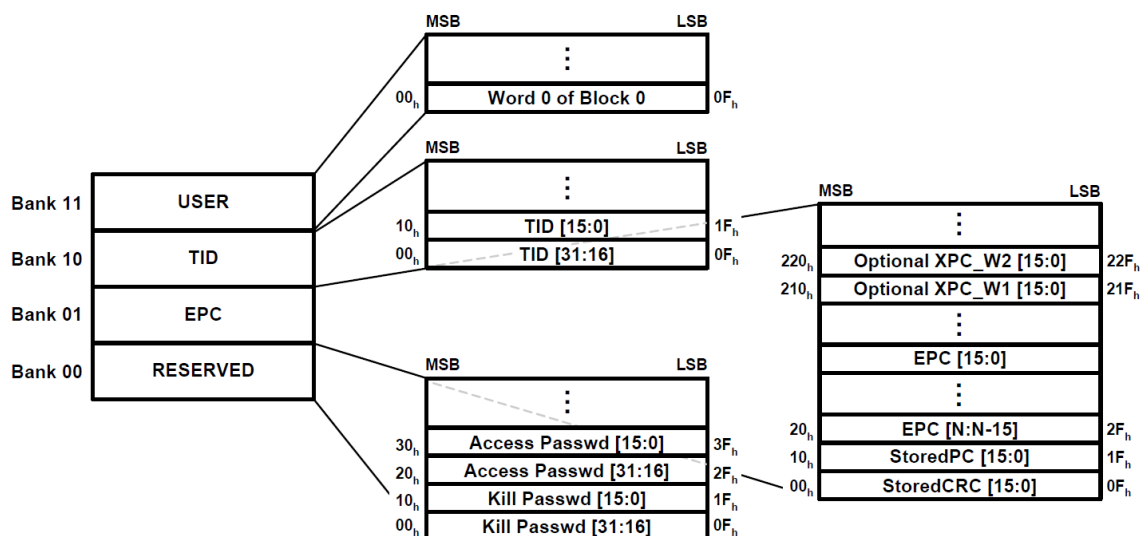 MSB LSB
⋮
00h Word 0 of Block 0 0Fh
MSB LSB
⋮
10h TID [15:0] 1Fh
00h TID [31:16] 0Fh
Bank 11 USER
Bank 10 TID
Bank 01 EPC
Bank 00 RESERVED
MSB LSB
⋮
30h Access Passwd [15:0] 3Fh
20h Access Passwd [31:16] 2Fh
10h Kill Passwd [15:0] 1Fh
00h Kill Passwd [31:16] 0Fh
MSB LSB
⋮
220h Optional XPC_W2 [15:0] 22Fh
210h Optional XPC_W1 [15:0] 21Fh
⋮
EPC [15:0]
⋮
20h EPC [N:N-15] 2Fh
10h StoredPC [15:0] 1Fh
00h StoredCRC [15:0] 0Fh